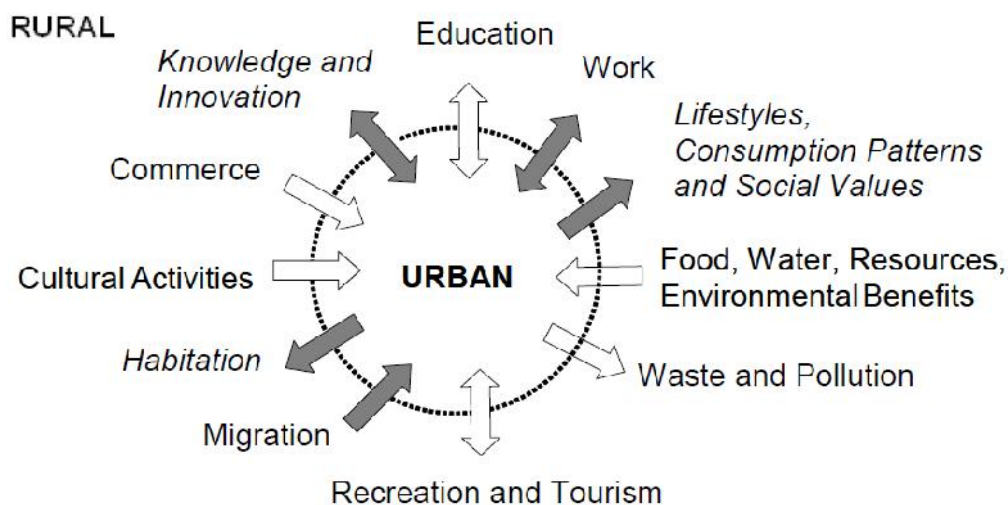 RURAL
Education
Knowledge and
Innovation
Work
Lifestyles,
Consumption Patterns
and Social Values
Commerce
Cultural Activities
URBAN
Food, Water, Resources,
Environmental Benefits
Habitation
Waste and Pollution
Migration
Recreation and Tourism